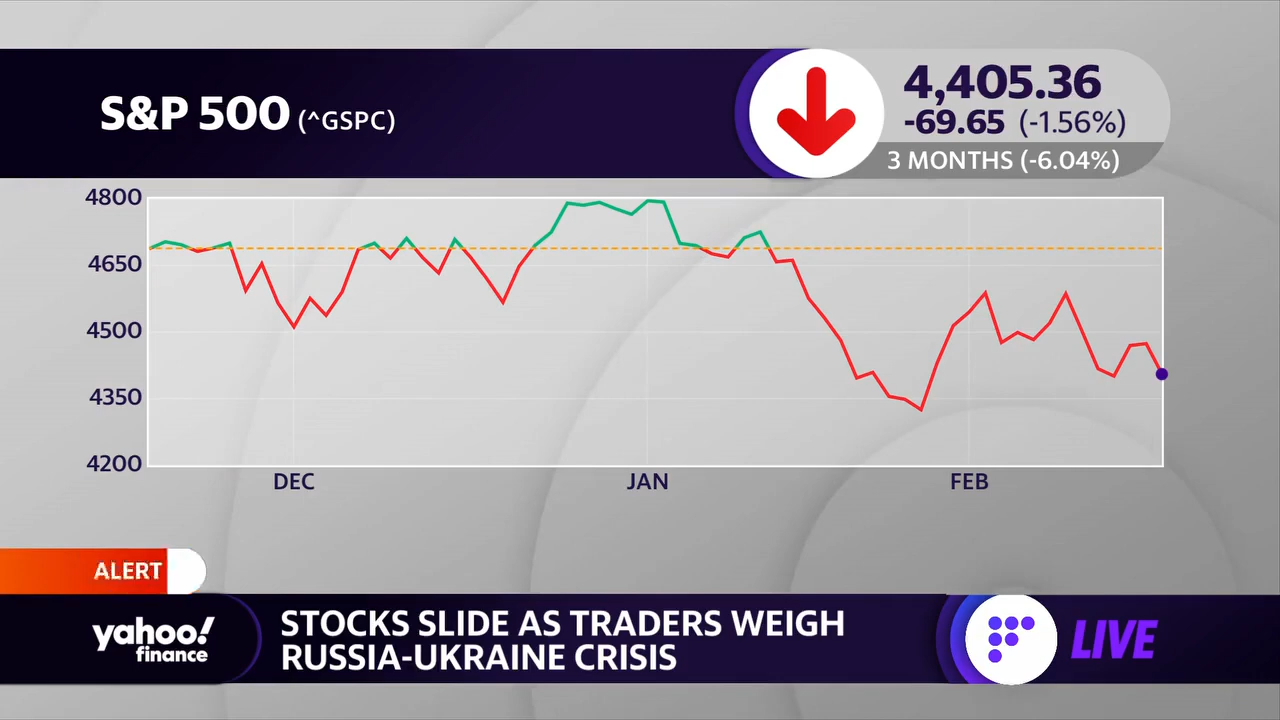 S&P 500 (^GSPC)
4,405.36
-69.65 (-1.56%)
3 MONTHS (-6.04%)
4800
4650
4500
4350
4200
DEC JAN FEB
ALERT
yahoo!
finance
STOCKS SLIDE AS TRADERS WEIGH
RUSSIA-UKRAINE CRISIS
LIVE